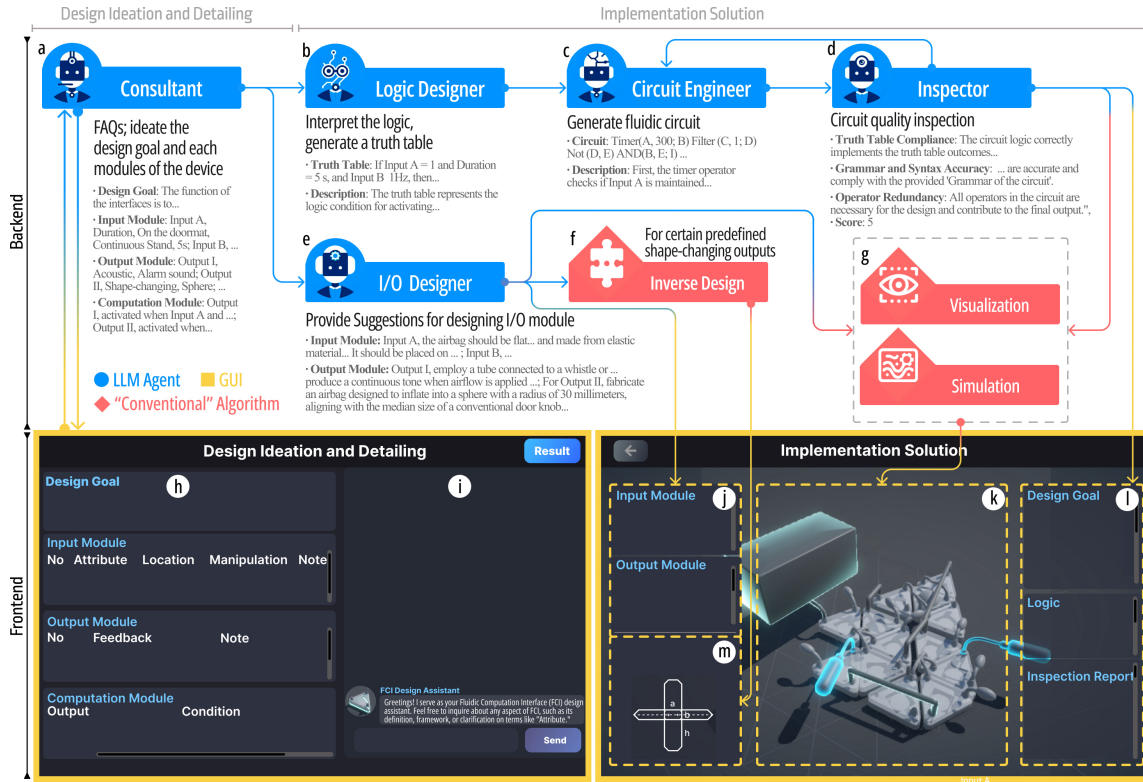 Design Ideation and Detailing
Implementation Solution
Backend
a
Consultant
FAQs; ideate the
design goal and each
modules of the device
· Design Goal: The function of
the interfaces is to...
· Input Module: Input A,
Duration, On the doormat,
Continuous Stand, 5s; Input B, ...
· Output Module: Output I,
Acoustic, Alarm sound; Output
II, Shape-changing, Sphere; ...
· Computation Module: Output
I, activated when Input A and ...;
Output II, activated when...
b
Logic Designer
Interpret the logic,
generate a truth table
· Truth Table: If Input A = 1 and Duration
= 5 s, and Input B 1Hz, then...
· Description: The truth table represents the
logic condition for activating...
c
Circuit Engineer
Generate fluidic circuit
· Circuit: Timer(A, 300; B) Filter (C, 1; D)
Not (D, E) AND(B, E; I) ...
· Description: First, the timer operator
checks if Input A is maintained...
d
Inspector
Circuit quality inspection
· Truth Table Compliance: The circuit logic correctly
implements the truth table outcomes...
· Grammar and Syntax Accuracy: ... are accurate and
comply with the provided 'Grammar of the circuit'.
· Operator Redundancy: All operators in the circuit are
necessary for the design and contribute to the final output.",
· Score: 5
e
I/O Designer
Provide Suggestions for designing I/O module
· Input Module: Input A, the airbag should be flat... and made from elastic
material... It should be placed on ... ; Input B, ...
· Output Module: Output I, employ a tube connected to a whistle or ...
produce a continuous tone when airflow is applied ...; For Output II, fabricate
an airbag designed to inflate into a sphere with a radius of 30 millimeters,
aligning with the median size of a conventional door knob...
f
For certain predefined
shape-changing outputs
Inverse Design
g
Visualization
Simulation
LLM Agent
GUI
“Conventional” Algorithm
Frontend
Design Ideation and Detailing
Result
Design Goal
h
Input Module
No Attribute Location Manipulation Note
Output Module
No Feedback Note
Computation Module
Output Condition
i
FCI Design Assistant
Greetings! I serve as your Fluidic Computation Interface (FCI) design
assistant. Feel free to inquire about any aspect of FCI, such as its
definition, framework, or clarification on terms like "Attribute."
Send
Implementation Solution
Input Module
j
Output Module
m
a
b
h
k
Design Goal
l
Logic
Inspection Report
Input A